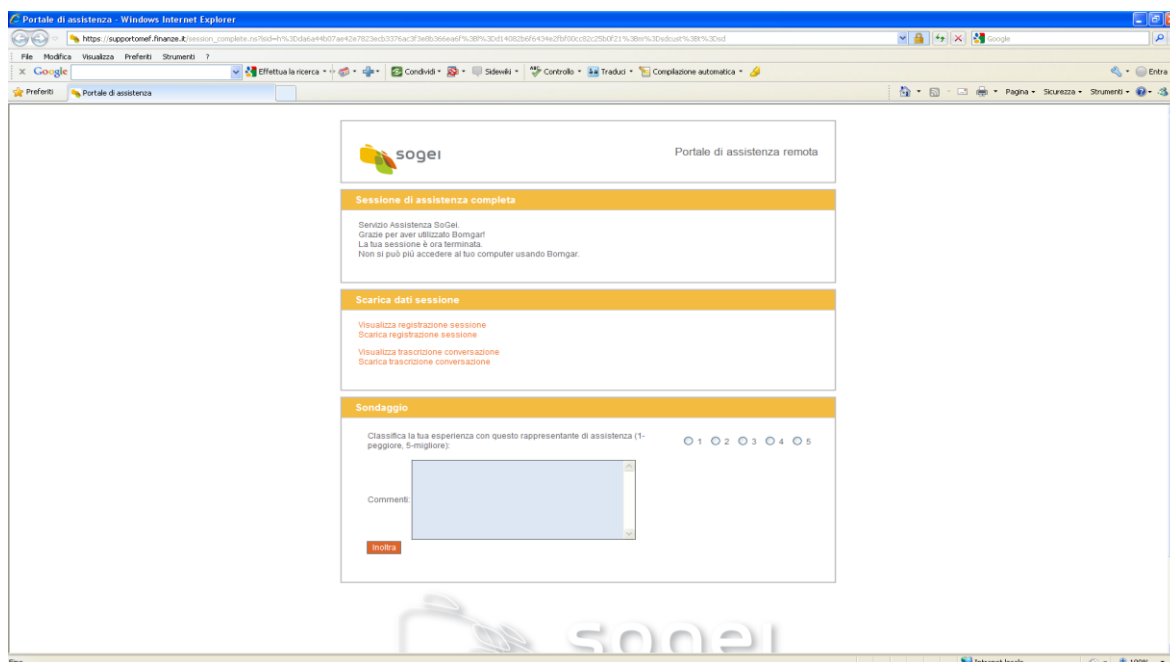 Portale di assistenza - Windows Internet Explorer
Google
File Modifica Visualizza Preferiti Strumenti ?
x Google Effettua la ricerca Condividi Sidewiki Controllo Traduci Compilazione automatica Entra
Preferiti Portale di assistenza Pagina Sicurezza Strumenti
sogei
Portale di assistenza remota
Sessione di assistenza completa
Servizio Assistenza SoGei.
Grazie per aver utilizzato Bomgar!
La tua sessione è ora terminata.
Non si può più accedere al tuo computer usando Bomgar.
Scarica dati sessione
Visualizza registrazione sessione
Scarica registrazione sessione
Visualizza trascrizione conversazione
Scarica trascrizione conversazione
Sondaggio
Classifica la tua esperienza con questo rappresentante di assistenza (1-
peggiore, 5-migliore):
1 2 3 4 5
Commenti:
Inoltra
sogei